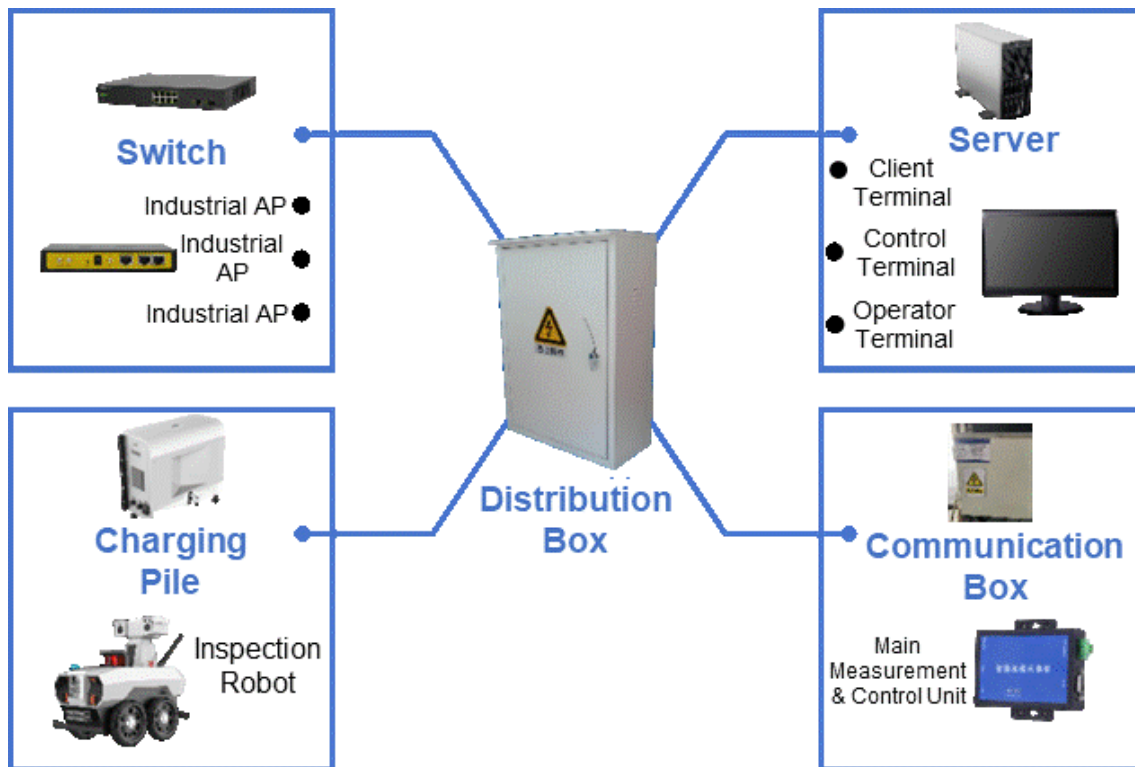 Switch
Industrial AP
Industrial
AP
Industrial AP
Server
Client
Terminal
Control
Terminal
Operator
Terminal
Distribution
Box
Charging
Pile
Inspection
Robot
Communication
Box
Main
Measurement
& Control Unit